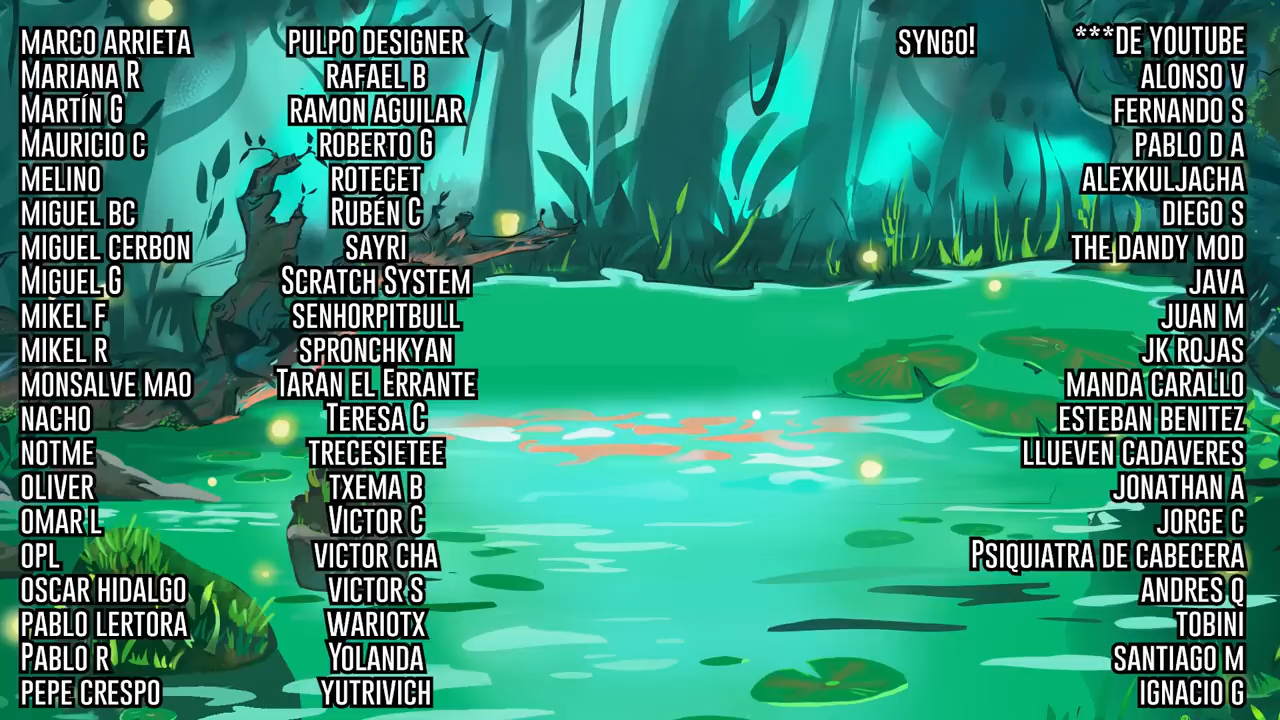 MARCO ARRIETA
MARIANA R
MARTÍN G
MAURICIO C
MELINO
MIGUEL BC
MIGUEL CERBON
MIGUEL G
MIKEL F
MIKEL R
MONSALVE MAO
NACHO
NOTME
OLIVER
OMAR L
OPL
OSCAR HIDALGO
PABLO LERTORA
PABLO R
PEPE CRESPO
PULPO DESIGNER
RAFAEL B
RAMON AGUILAR
ROBERTO G
ROTECET
RUBÉN C
SAYRI
SCRATCH SYSTEM
SENHORPITBULL
SPRONCHKYAN
TARAN EL ERRANTE
TERESA C
TRECESIETEE
TXEMA B
VICTOR C
VICTOR CHA
VICTOR S
WARIOTX
YOLANDA
YUTRIVICH
SYNGO!
***DE YOUTUBE
ALONSO V
FERNANDO S
PABLO D A
ALEXKULJACHA
DIEGO S
THE DANDY MOD
JAVA
JUAN M
JK ROJAS
MANDA CARALLO
ESTEBAN BENITEZ
LLUEVEN CADAVERES
JONATHAN A
JORGE C
PSIQUIATRA DE CABECERA
ANDRES Q
TOBINI
SANTIAGO M
IGNACIO G